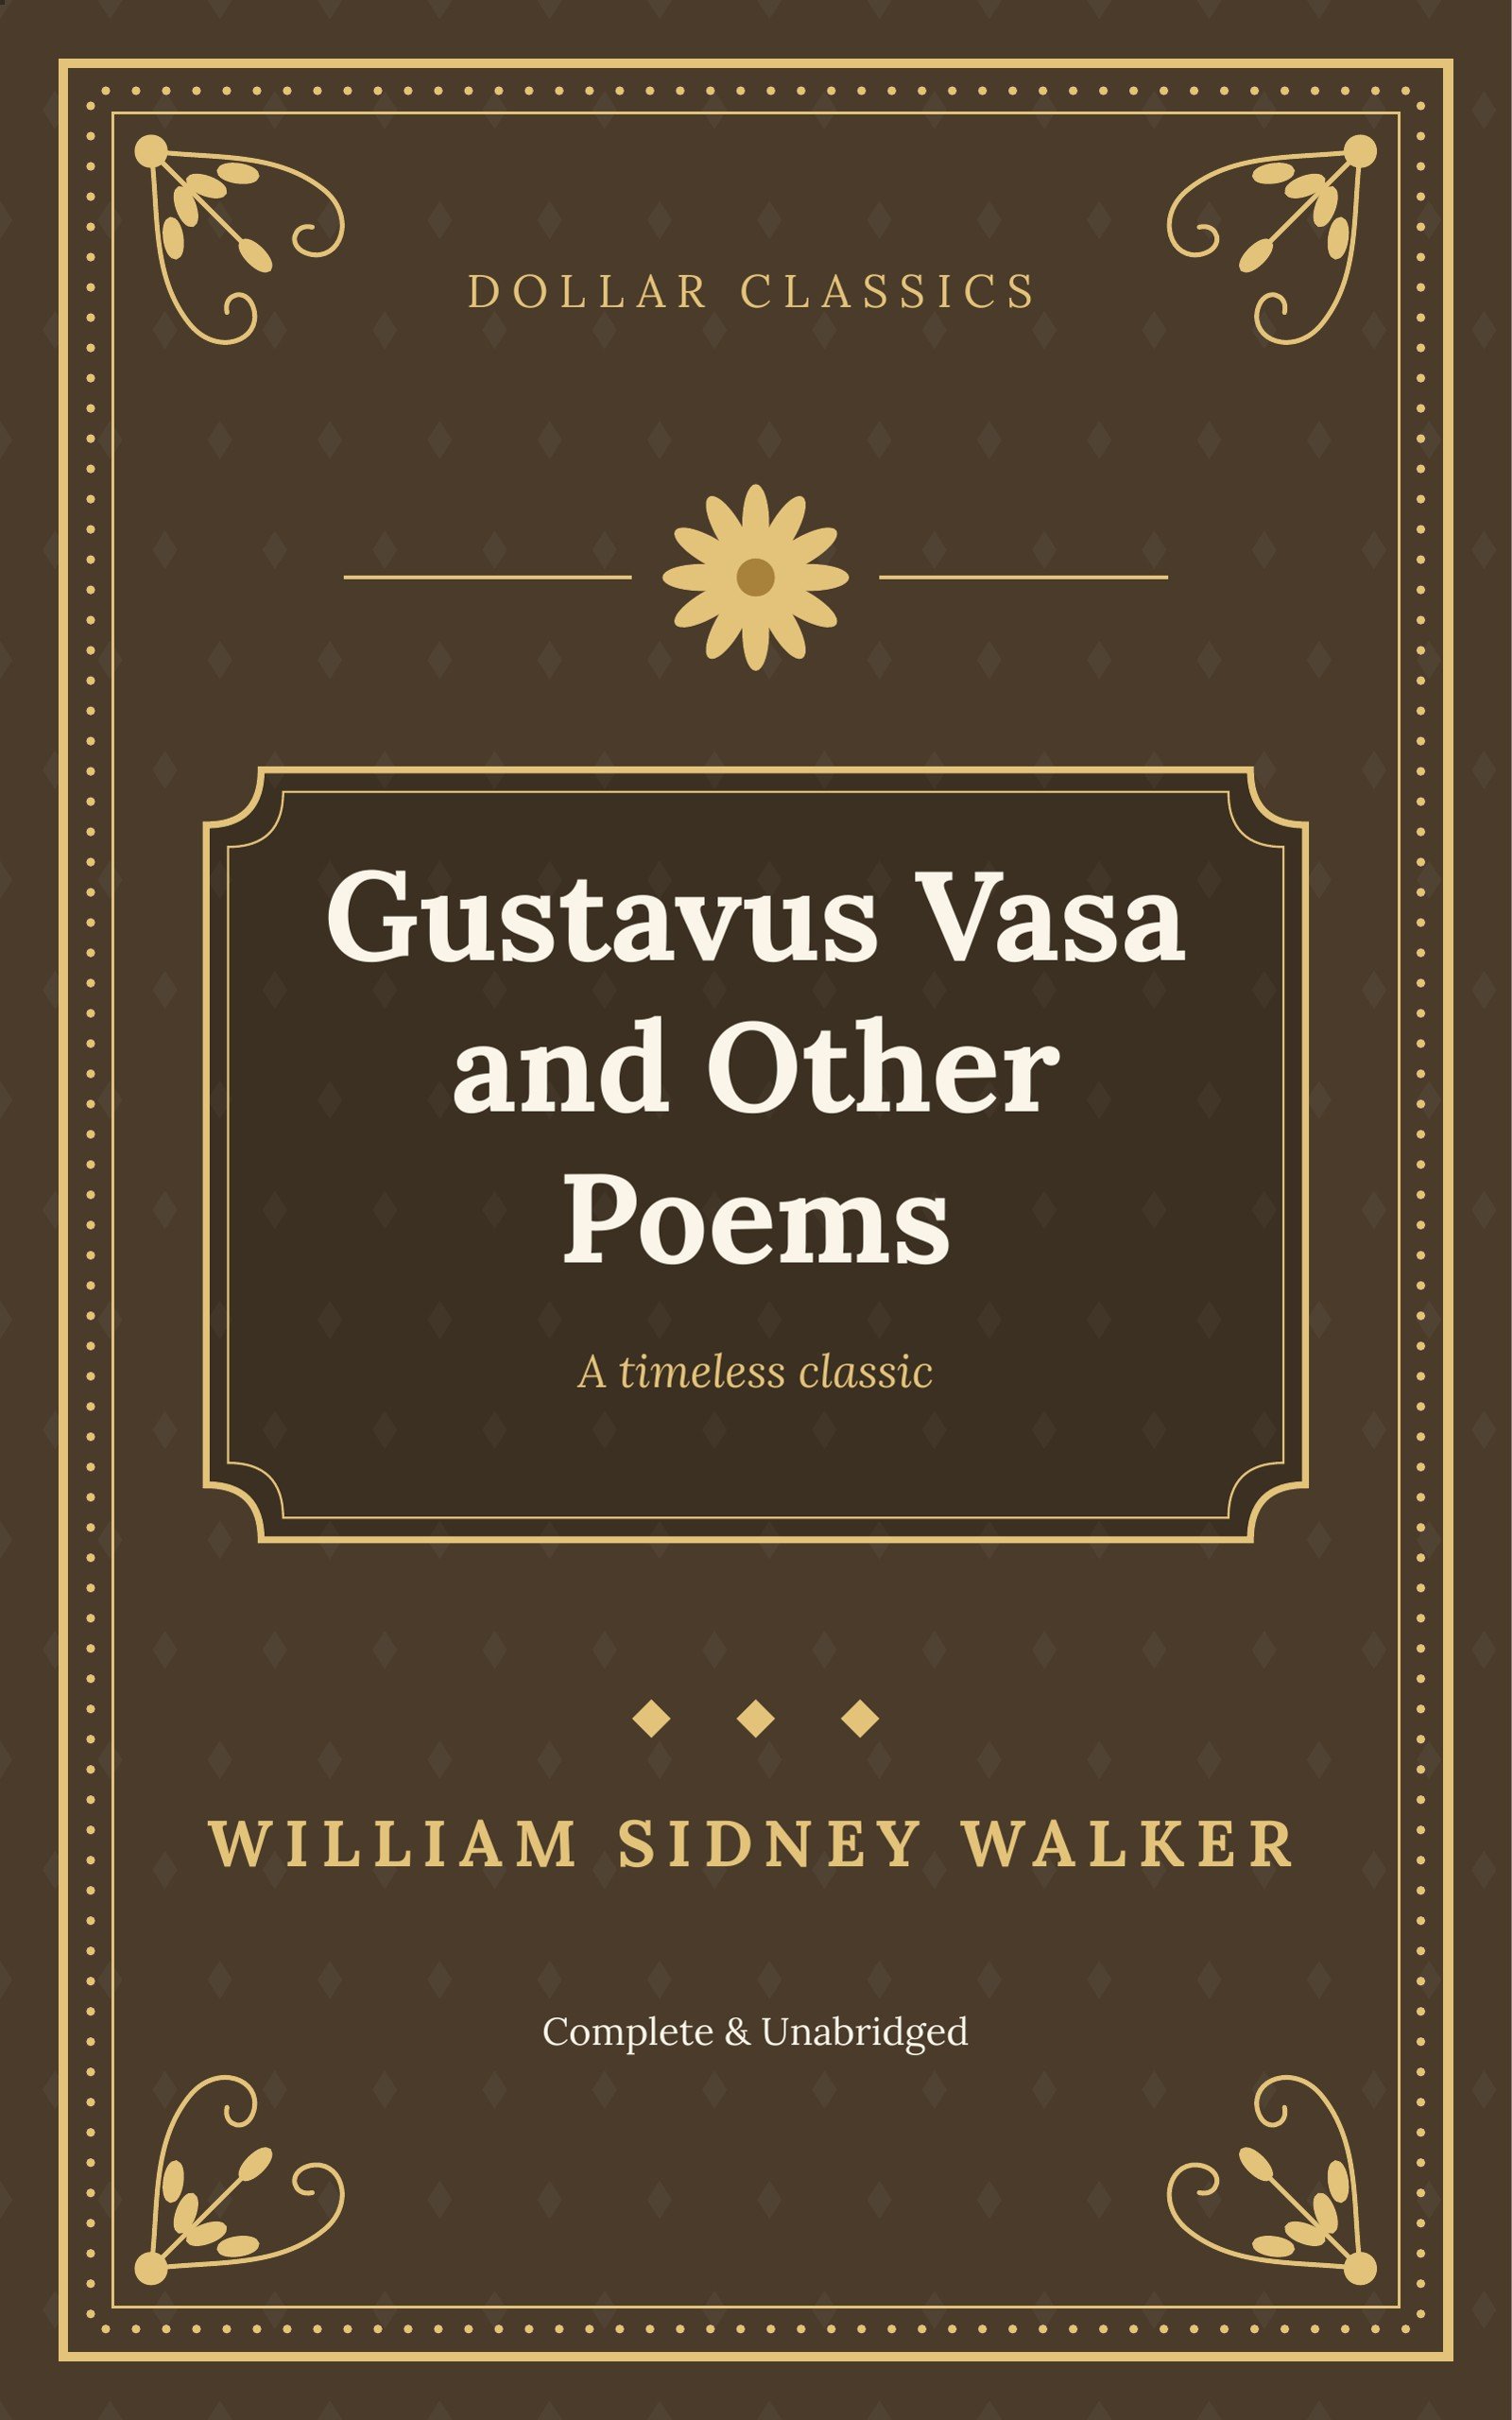 DOLLAR CLASSICS
Gustavus Vasa
and Other
Poems
A timeless classic
WILLIAM SIDNEY WALKER
Complete & Unabridged